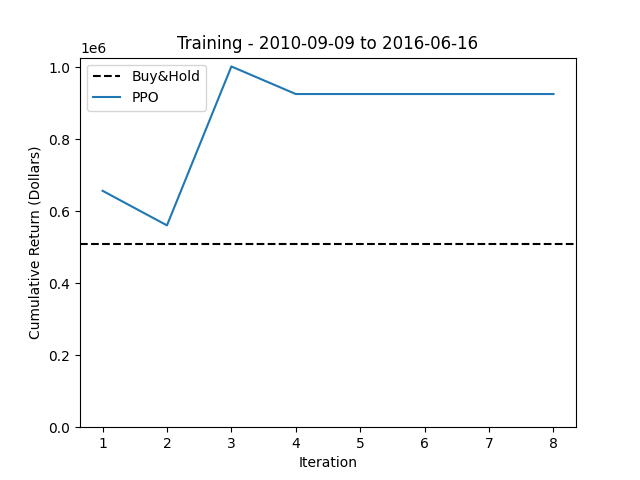 Training - 2010-09-09 to 2016-06-16
1e6
Buy&Hold
PPO
Cumulative Return (Dollars)
1.0
0.8
0.6
0.4
0.2
0.0
1 2 3 4 5 6 7 8
Iteration